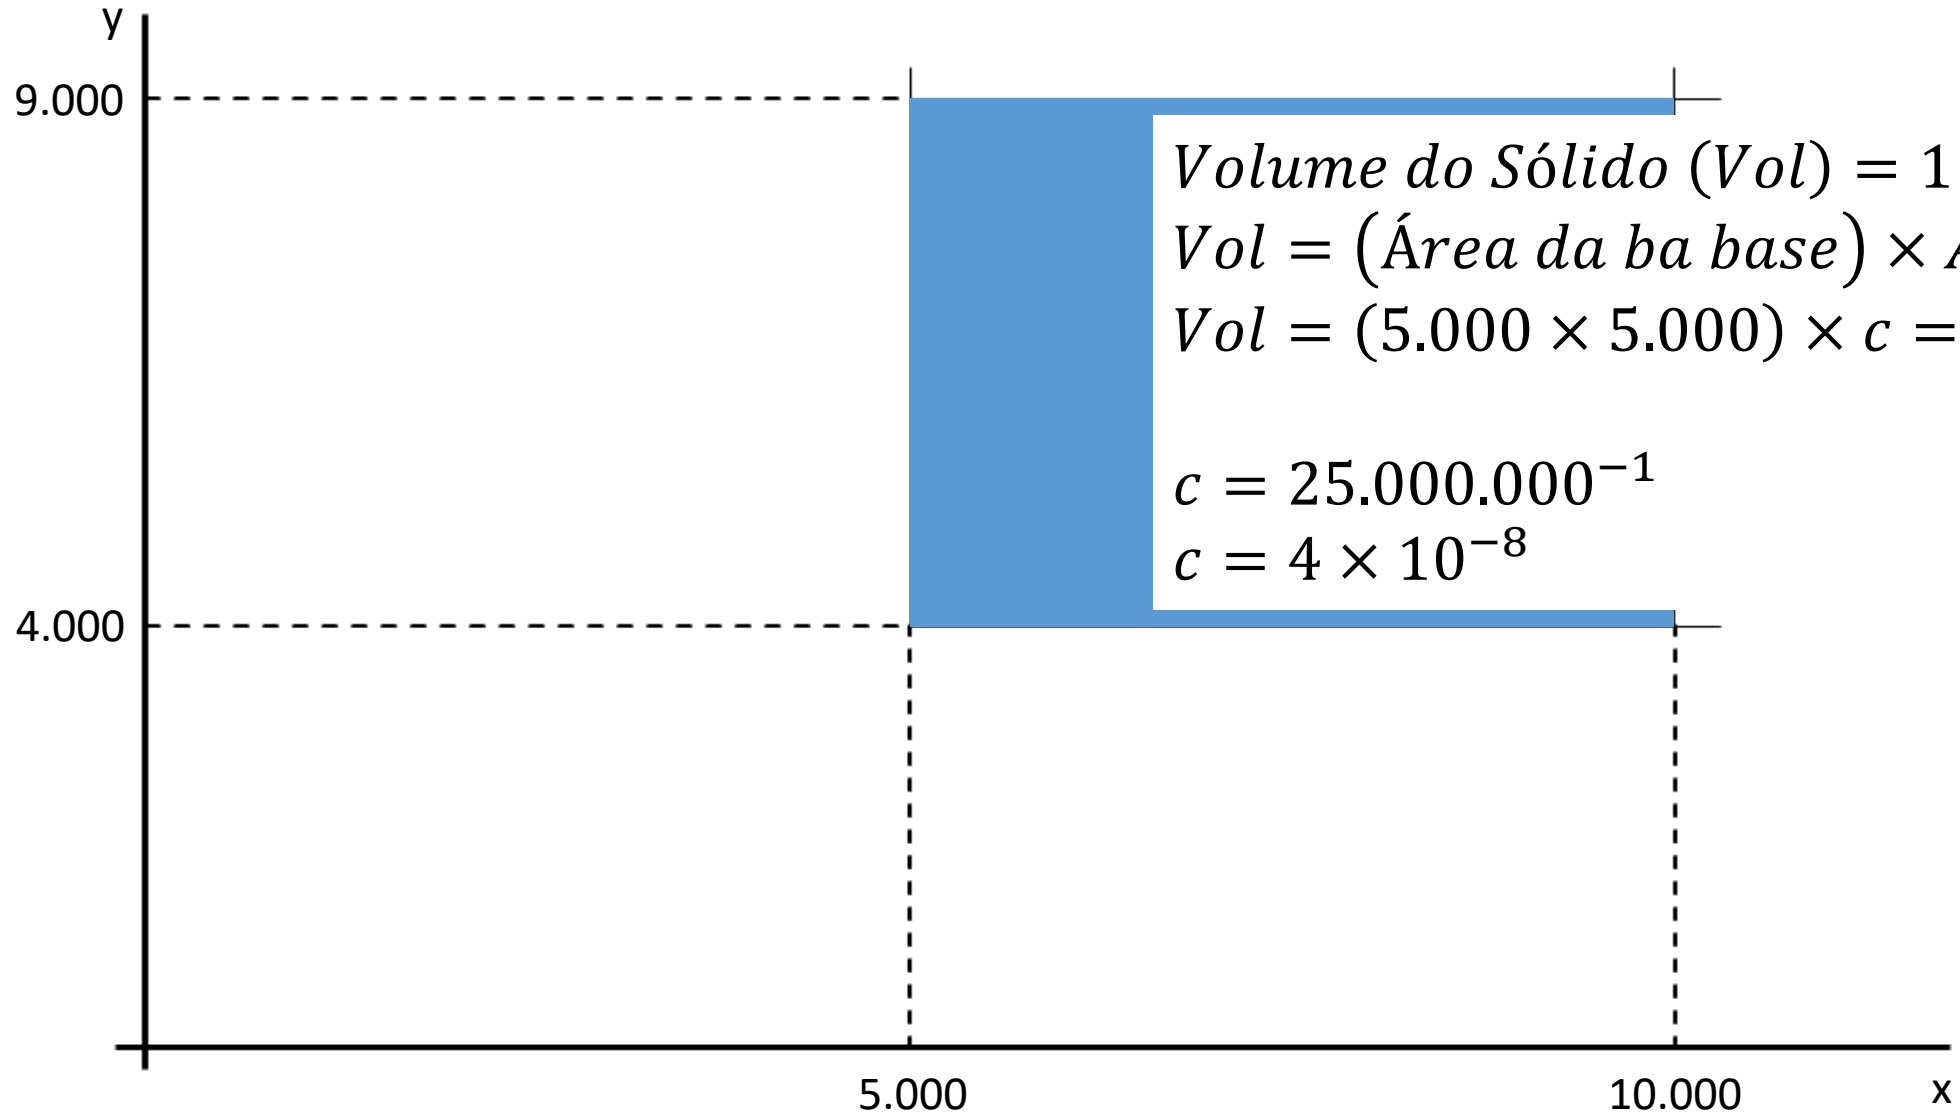 y
9.000
Volume do Sólido (Vol) = 1
Vol = (Área da ba base) ×
Vol = (5.000 × 5.000) × c =
c = 25.000.000⁻¹
c = 4 × 10⁻⁸
4.000
5.000
10.000
x